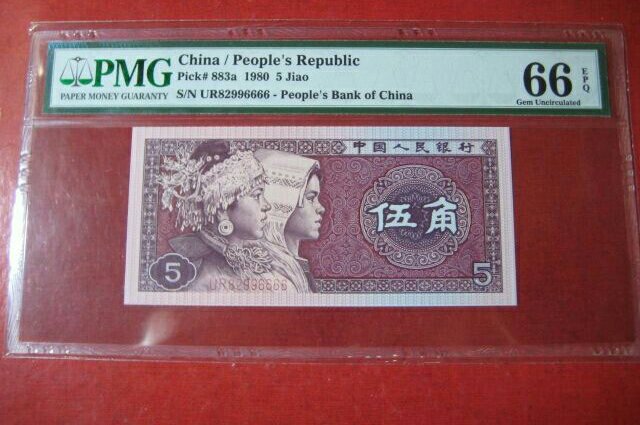 PMG
PAPER MONEY GUARANTY
China / People's Republic
Pick# 883a 1980 5 Jiao
S/N UR82996666 - People's Bank of China
66 EPQ
Gem Uncirculated
中国人民银行
伍角
5
UR82996666
5